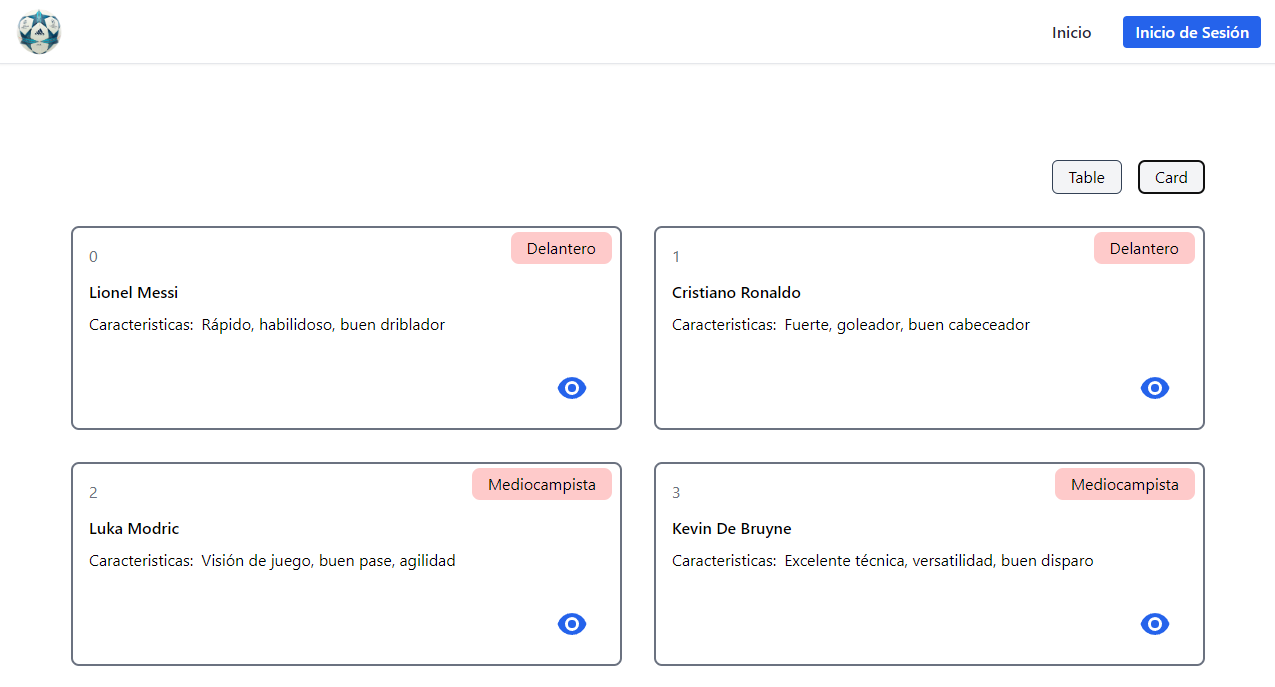 Inicio
Inicio de Sesión
Table
Card
0
Delantero
Lionel Messi
Caracteristicas: Rápido, habilidoso, buen driblador
1
Delantero
Cristiano Ronaldo
Caracteristicas: Fuerte, goleador, buen cabeceador
2
Mediocampista
Luka Modric
Caracteristicas: Visión de juego, buen pase, agilidad
3
Mediocampista
Kevin De Bruyne
Caracteristicas: Excelente técnica, versatilidad, buen disparo